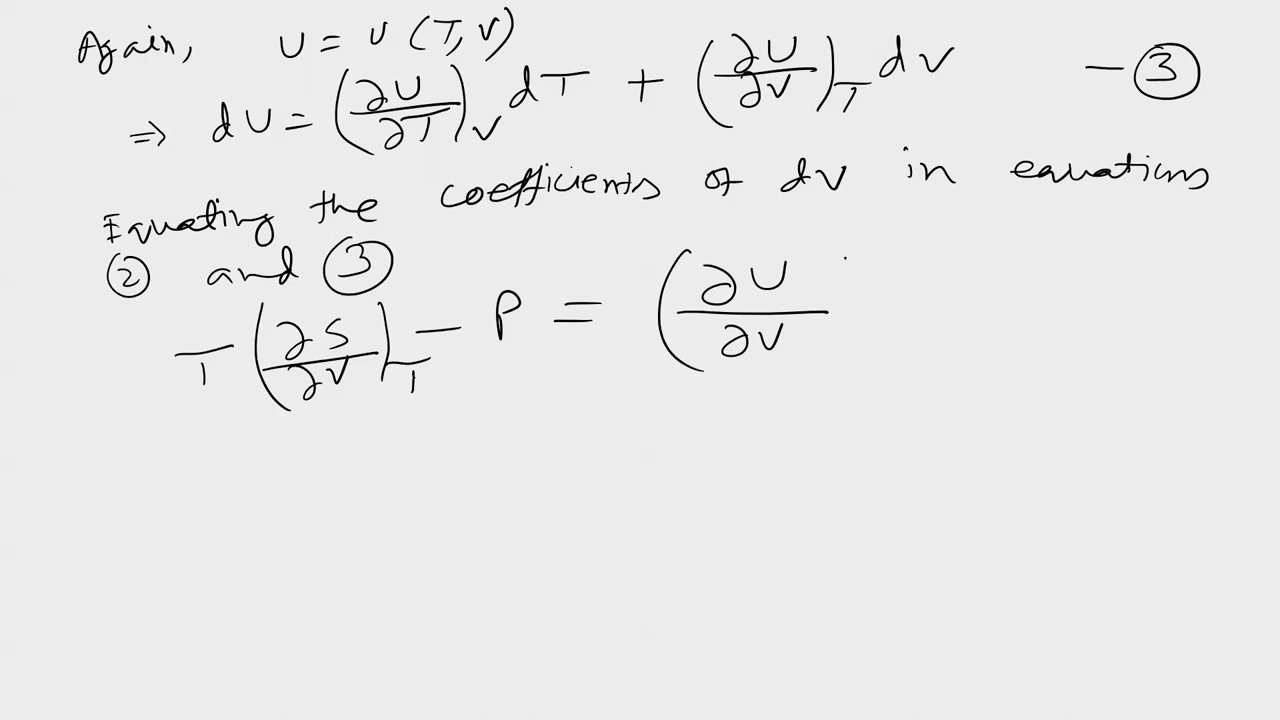 Again, U = U (T, V)
⇒ dU = (∂U/∂T)_V dT + (∂U/∂V)_T dV — ③
Equating the coefficients of dV in equations
② and ③
T (∂S/∂V)_T − P = (∂U/∂V